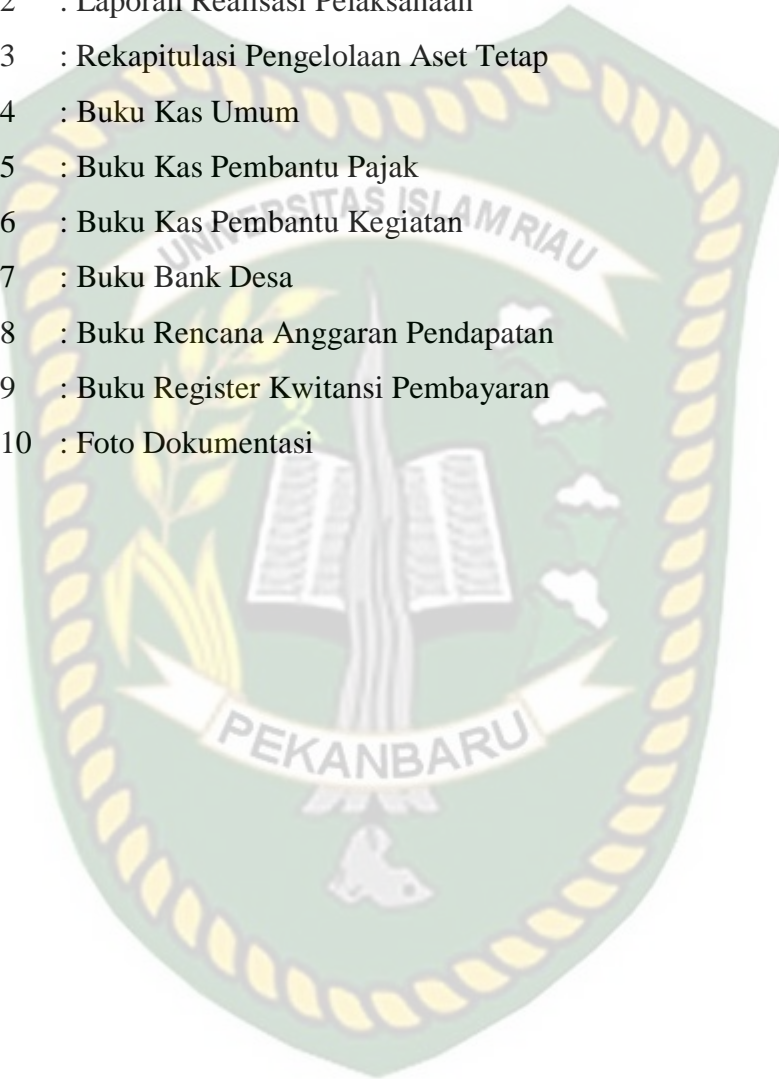 2 : Laporan Realisasi Pelaksanaan
3 : Rekapitulasi Pengelolaan Aset Tetap
4 : Buku Kas Umum
5 : Buku Kas Pembantu Pajak
6 : Buku Kas Pembantu Kegiatan
7 : Buku Bank Desa
8 : Buku Rencana Anggaran Pendapatan
9 : Buku Register Kwitansi Pembayaran
10 : Foto Dokumentasi
UNIVERSITAS ISLAM RIAU
PEKANBARU